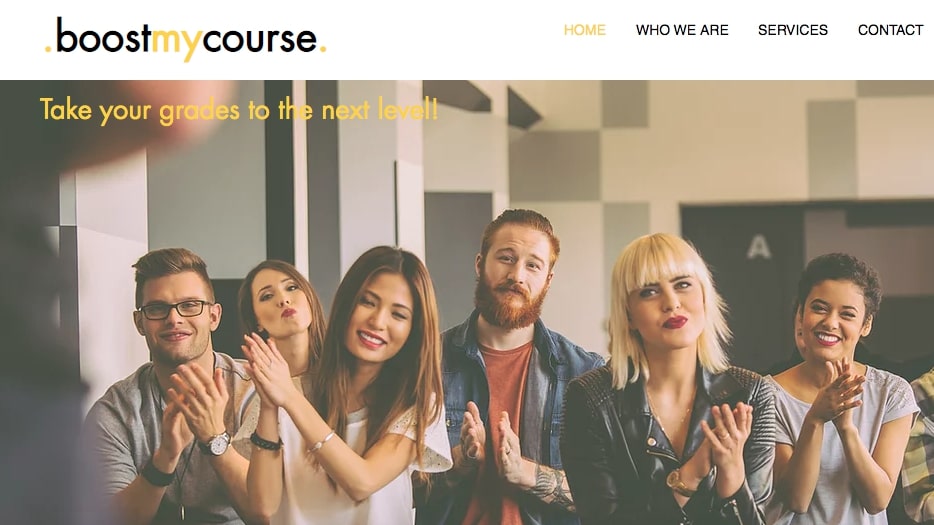 .boostmycourse.
HOME WHO WE ARE SERVICES CONTACT
Take your grades to the next level!
A